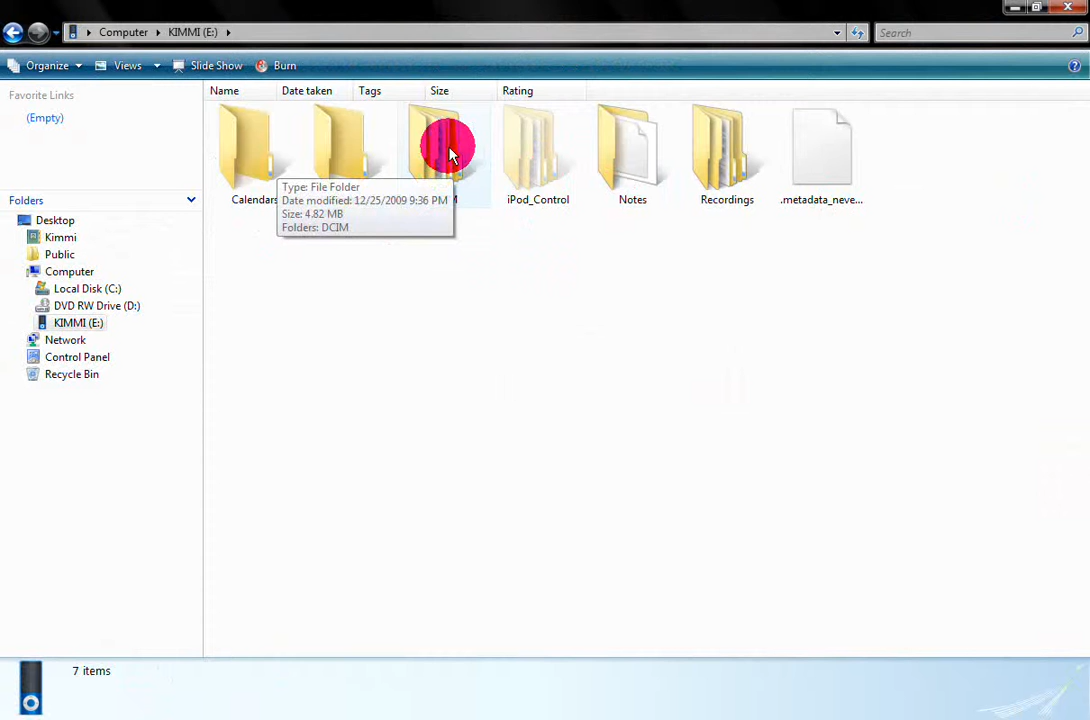 Computer KIMMI (E:) Search
Organize Views Slide Show Burn
Favorite Links
(Empty)
Folders
Desktop
Kimmi
Public
Computer
Local Disk (C:)
DVD RW Drive (D:)
KIMMI (E:)
Network
Control Panel
Recycle Bin
Name Date taken Tags Size Rating
Calendars iPod_Control Notes Recordings .metadata_neve...
Type: File Folder
Date modified: 12/25/2009 9:36 PM
Size: 4.82 MB
Folders: DCIM
7 items